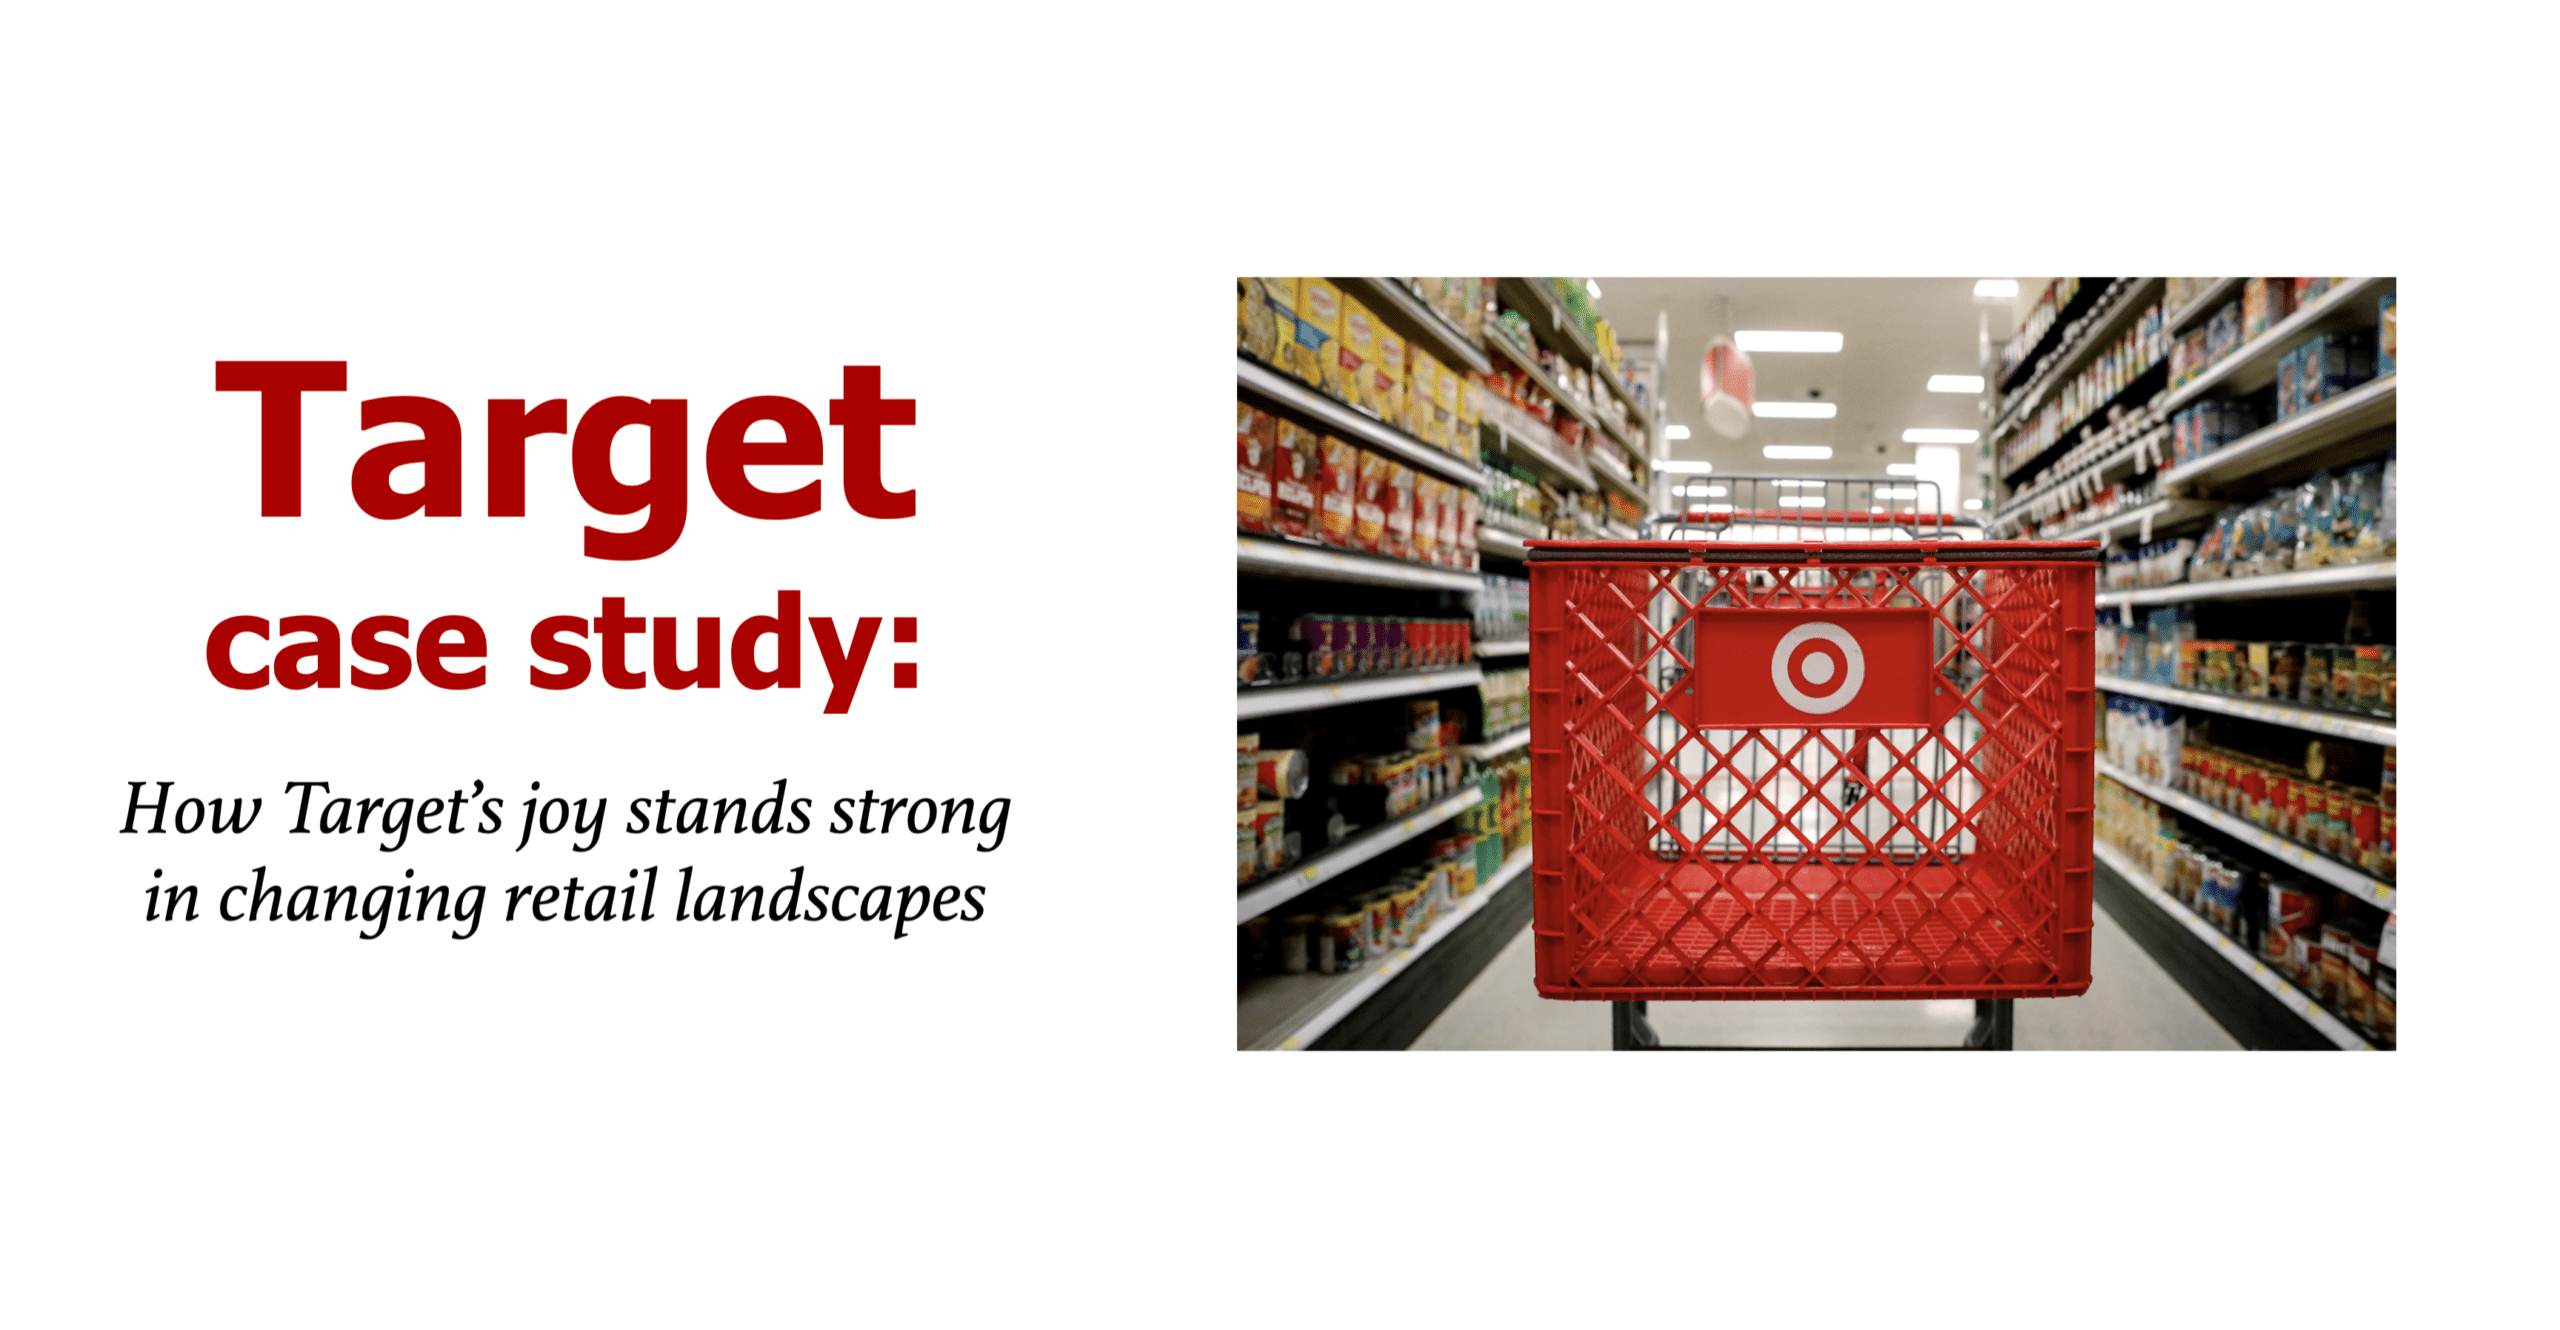 Target
case study:
How Target’s joy stands strong
in changing retail landscapes